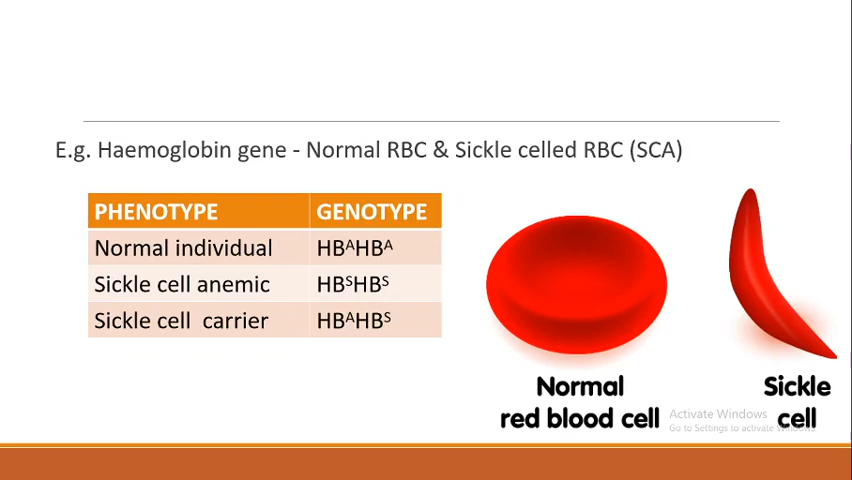 E.g. Haemoglobin gene - Normal RBC & Sickle celled RBC (SCA)
PHENOTYPE GENOTYPE
Normal individual HBᴬHBᴬ
Sickle cell anemic HBˢHBˢ
Sickle cell carrier HBᴬHBˢ
Normal
red blood cell
Sickle
cell
Activate Windows
Go to Settings to activate Windows.